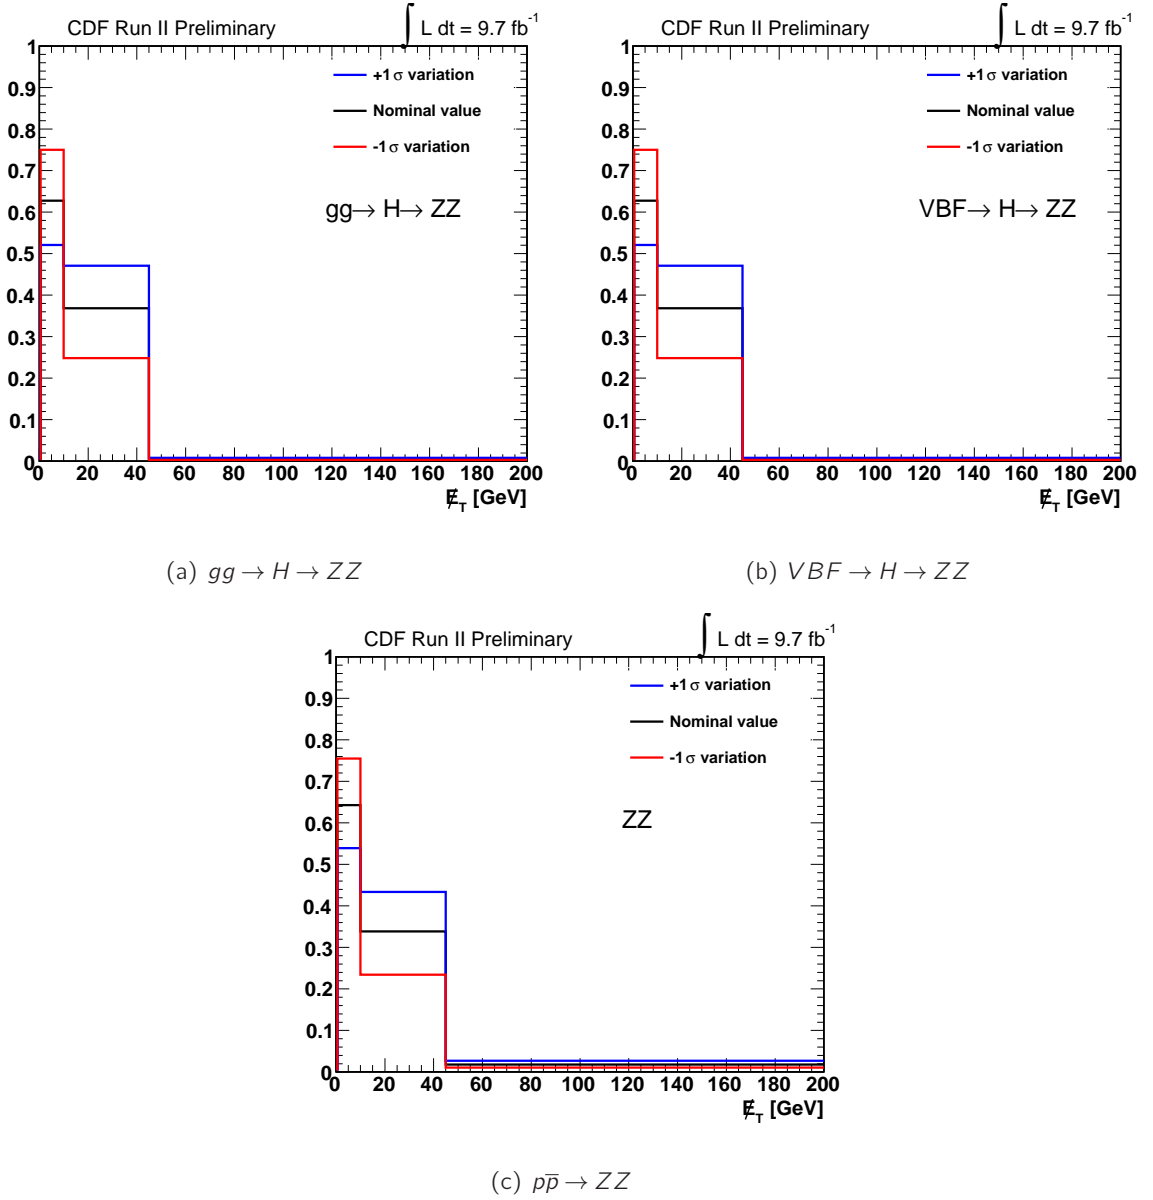 CDF Run II Preliminary ∫ L dt = 9.7 fb⁻¹
1
0.9
0.8
0.7
0.6
0.5
0.4
0.3
0.2
0.1
0
+1σ variation
Nominal value
-1σ variation
gg→ H→ ZZ
0 20 40 60 80 100 120 140 160 180 200
E̸_T [GeV]
(a) gg → H → ZZ
CDF Run II Preliminary ∫ L dt = 9.7 fb⁻¹
1
0.9
0.8
0.7
0.6
0.5
0.4
0.3
0.2
0.1
0
+1σ variation
Nominal value
-1σ variation
VBF→ H→ ZZ
0 20 40 60 80 100 120 140 160 180 200
E̸_T [GeV]
(b) VBF → H → ZZ
CDF Run II Preliminary ∫ L dt = 9.7 fb⁻¹
1
0.9
0.8
0.7
0.6
0.5
0.4
0.3
0.2
0.1
0
+1σ variation
Nominal value
-1σ variation
ZZ
0 20 40 60 80 100 120 140 160 180 200
E̸_T [GeV]
(c) pp̅ → ZZ